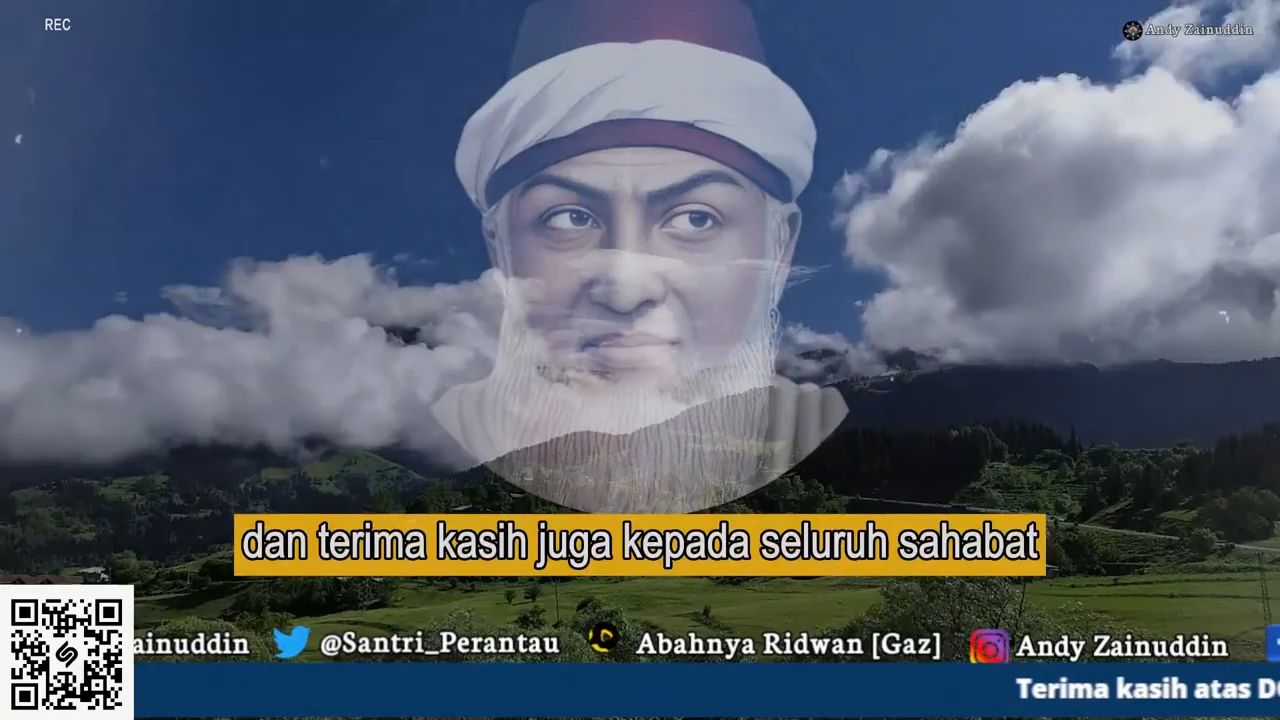 REC
Andy Zainuddin
dan terima kasih juga kepada seluruh sahabat
ainuddin @Santri_Perantau Abahnya Ridwan [Gaz] Andy Zainuddin
Terima kasih atas